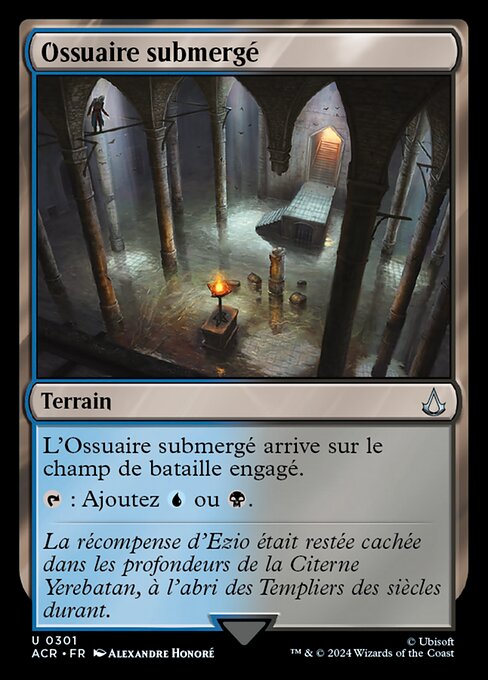 Ossuaire submergé
Terrain
L'Ossuaire submergé arrive sur le
champ de bataille engagé.
: Ajoutez ou .
La récompense d'Ezio était restée cachée
dans les profondeurs de la Citerne
Yerebatan, à l'abri des Templiers des siècles
durant.
U 0301
ACR • FR Alexandre Honoré
© Ubisoft
™ & © 2024 Wizards of the Coast